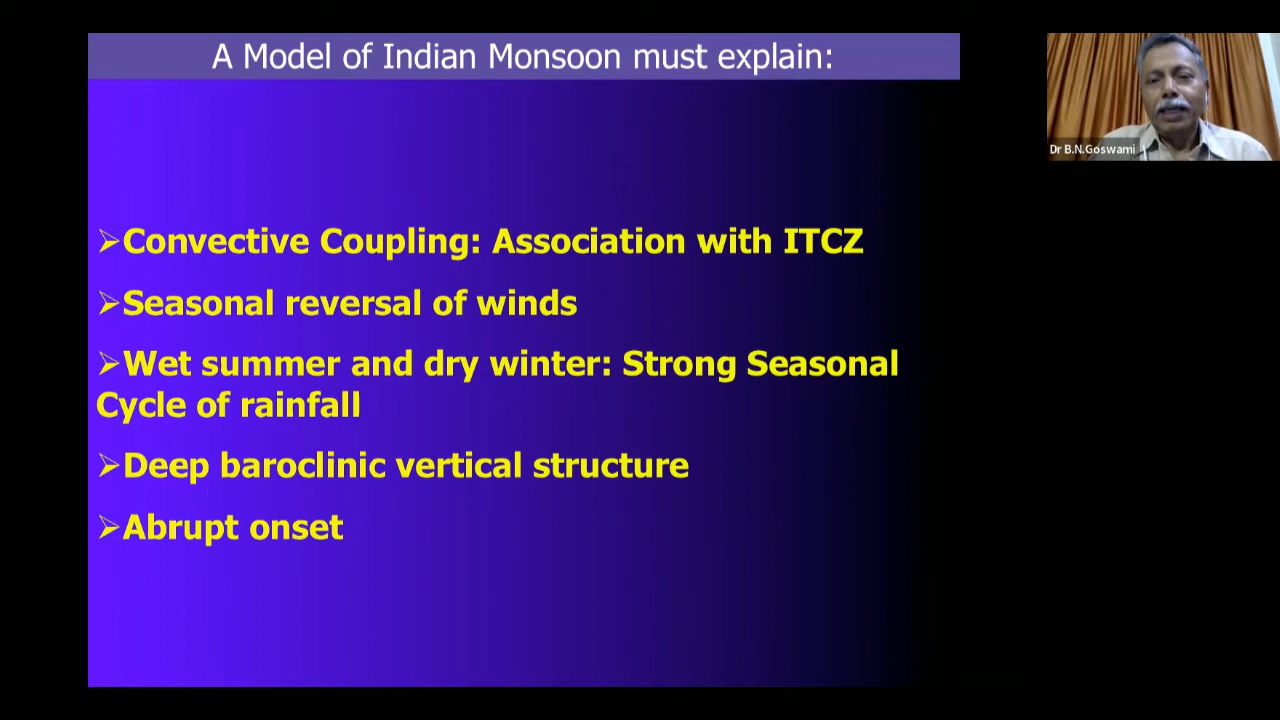 A Model of Indian Monsoon must explain:
Dr B.N.Goswami
➢Convective Coupling: Association with ITCZ
➢Seasonal reversal of winds
➢Wet summer and dry winter: Strong Seasonal
Cycle of rainfall
➢Deep baroclinic vertical structure
➢Abrupt onset